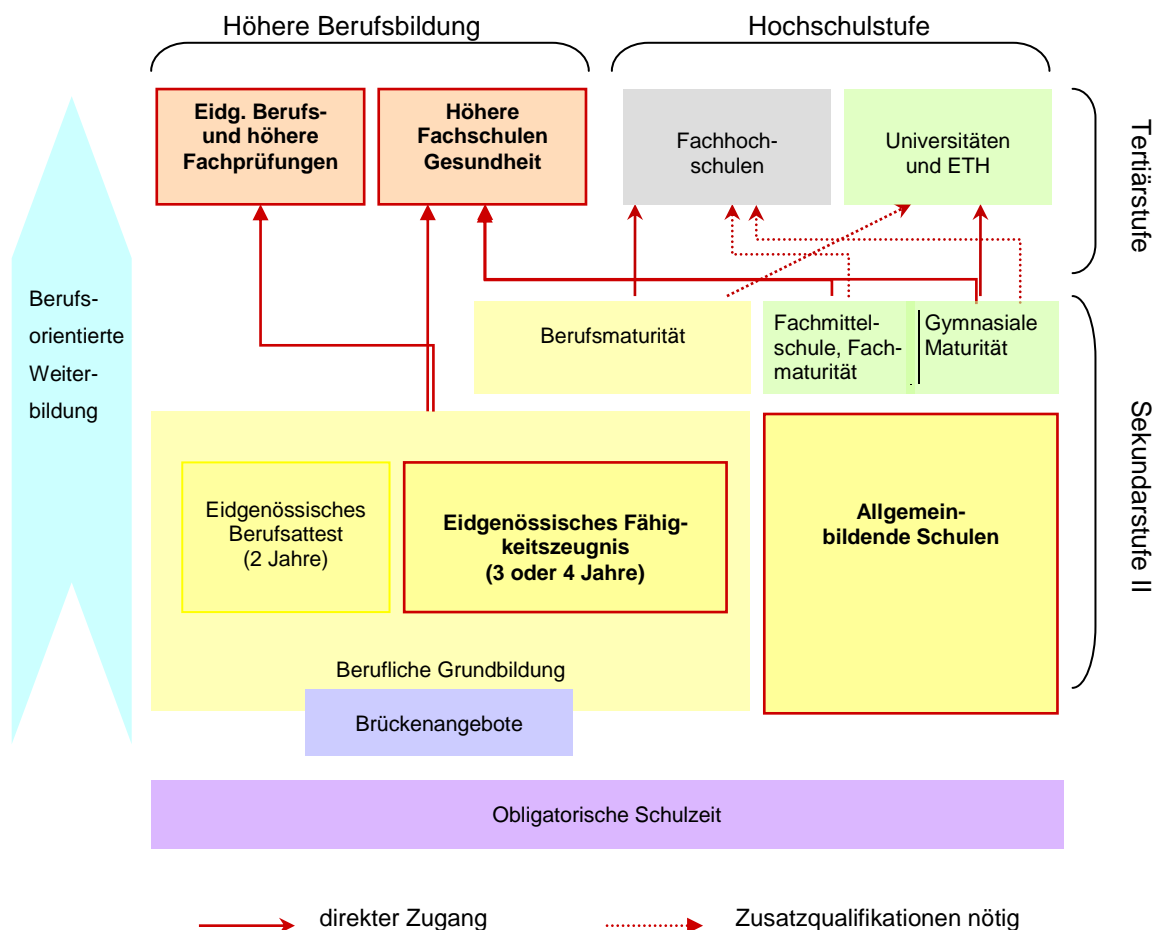 Höhere Berufsbildung
Hochschulstufe
Eidg. Berufs-
und höhere
Fachprüfungen
Höhere
Fachschulen
Gesundheit
Fachhoch-
schulen
Universitäten
und ETH
Tertiärstufe
Berufs-
orientierte
Weiter-
bildung
Berufsmaturität
Fachmittel-
schule, Fach-
maturität
Gymnasiale
Maturität
Sekundarstufe II
Eidgenössisches
Berufsattest
(2 Jahre)
Eidgenössisches Fähig-
keitszeugnis
(3 oder 4 Jahre)
Allgemein-
bildende Schulen
Berufliche Grundbildung
Brückenangebote
Obligatorische Schulzeit
direkter Zugang
Zusatzqualifikationen nötig